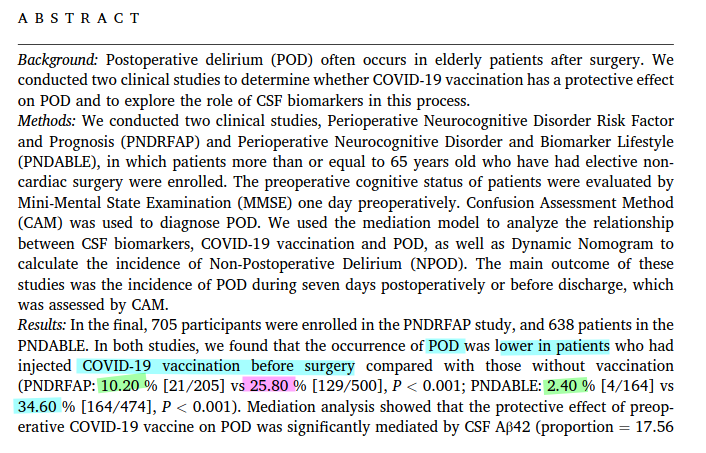 A B S T R A C T
Background: Postoperative delirium (POD) often occurs in elderly patients after surgery. We
conducted two clinical studies to determine whether COVID-19 vaccination has a protective effect
on POD and to explore the role of CSF biomarkers in this process.
Methods: We conducted two clinical studies, Perioperative Neurocognitive Disorder Risk Factor
and Prognosis (PNDRFAP) and Perioperative Neurocognitive Disorder and Biomarker Lifestyle
(PNDABLE), in which patients more than or equal to 65 years old who have had elective non-
cardiac surgery were enrolled. The preoperative cognitive status of patients were evaluated by
Mini-Mental State Examination (MMSE) one day preoperatively. Confusion Assessment Method
(CAM) was used to diagnose POD. We used the mediation model to analyze the relationship
between CSF biomarkers, COVID-19 vaccination and POD, as well as Dynamic Nomogram to
calculate the incidence of Non-Postoperative Delirium (NPOD). The main outcome of these
studies was the incidence of POD during seven days postoperatively or before discharge, which
was assessed by CAM.
Results: In the final, 705 participants were enrolled in the PNDRFAP study, and 638 patients in the
PNDABLE. In both studies, we found that the occurrence of POD was lower in patients who had
injected COVID-19 vaccination before surgery compared with those without vaccination
(PNDRFAP: 10.20 % [21/205] vs 25.80 % [129/500], P < 0.001; PNDABLE: 2.40 % [4/164] vs
34.60 % [164/474], P < 0.001). Mediation analysis showed that the protective effect of preop-
erative COVID-19 vaccine on POD was significantly mediated by CSF Aβ42 (proportion = 17.56